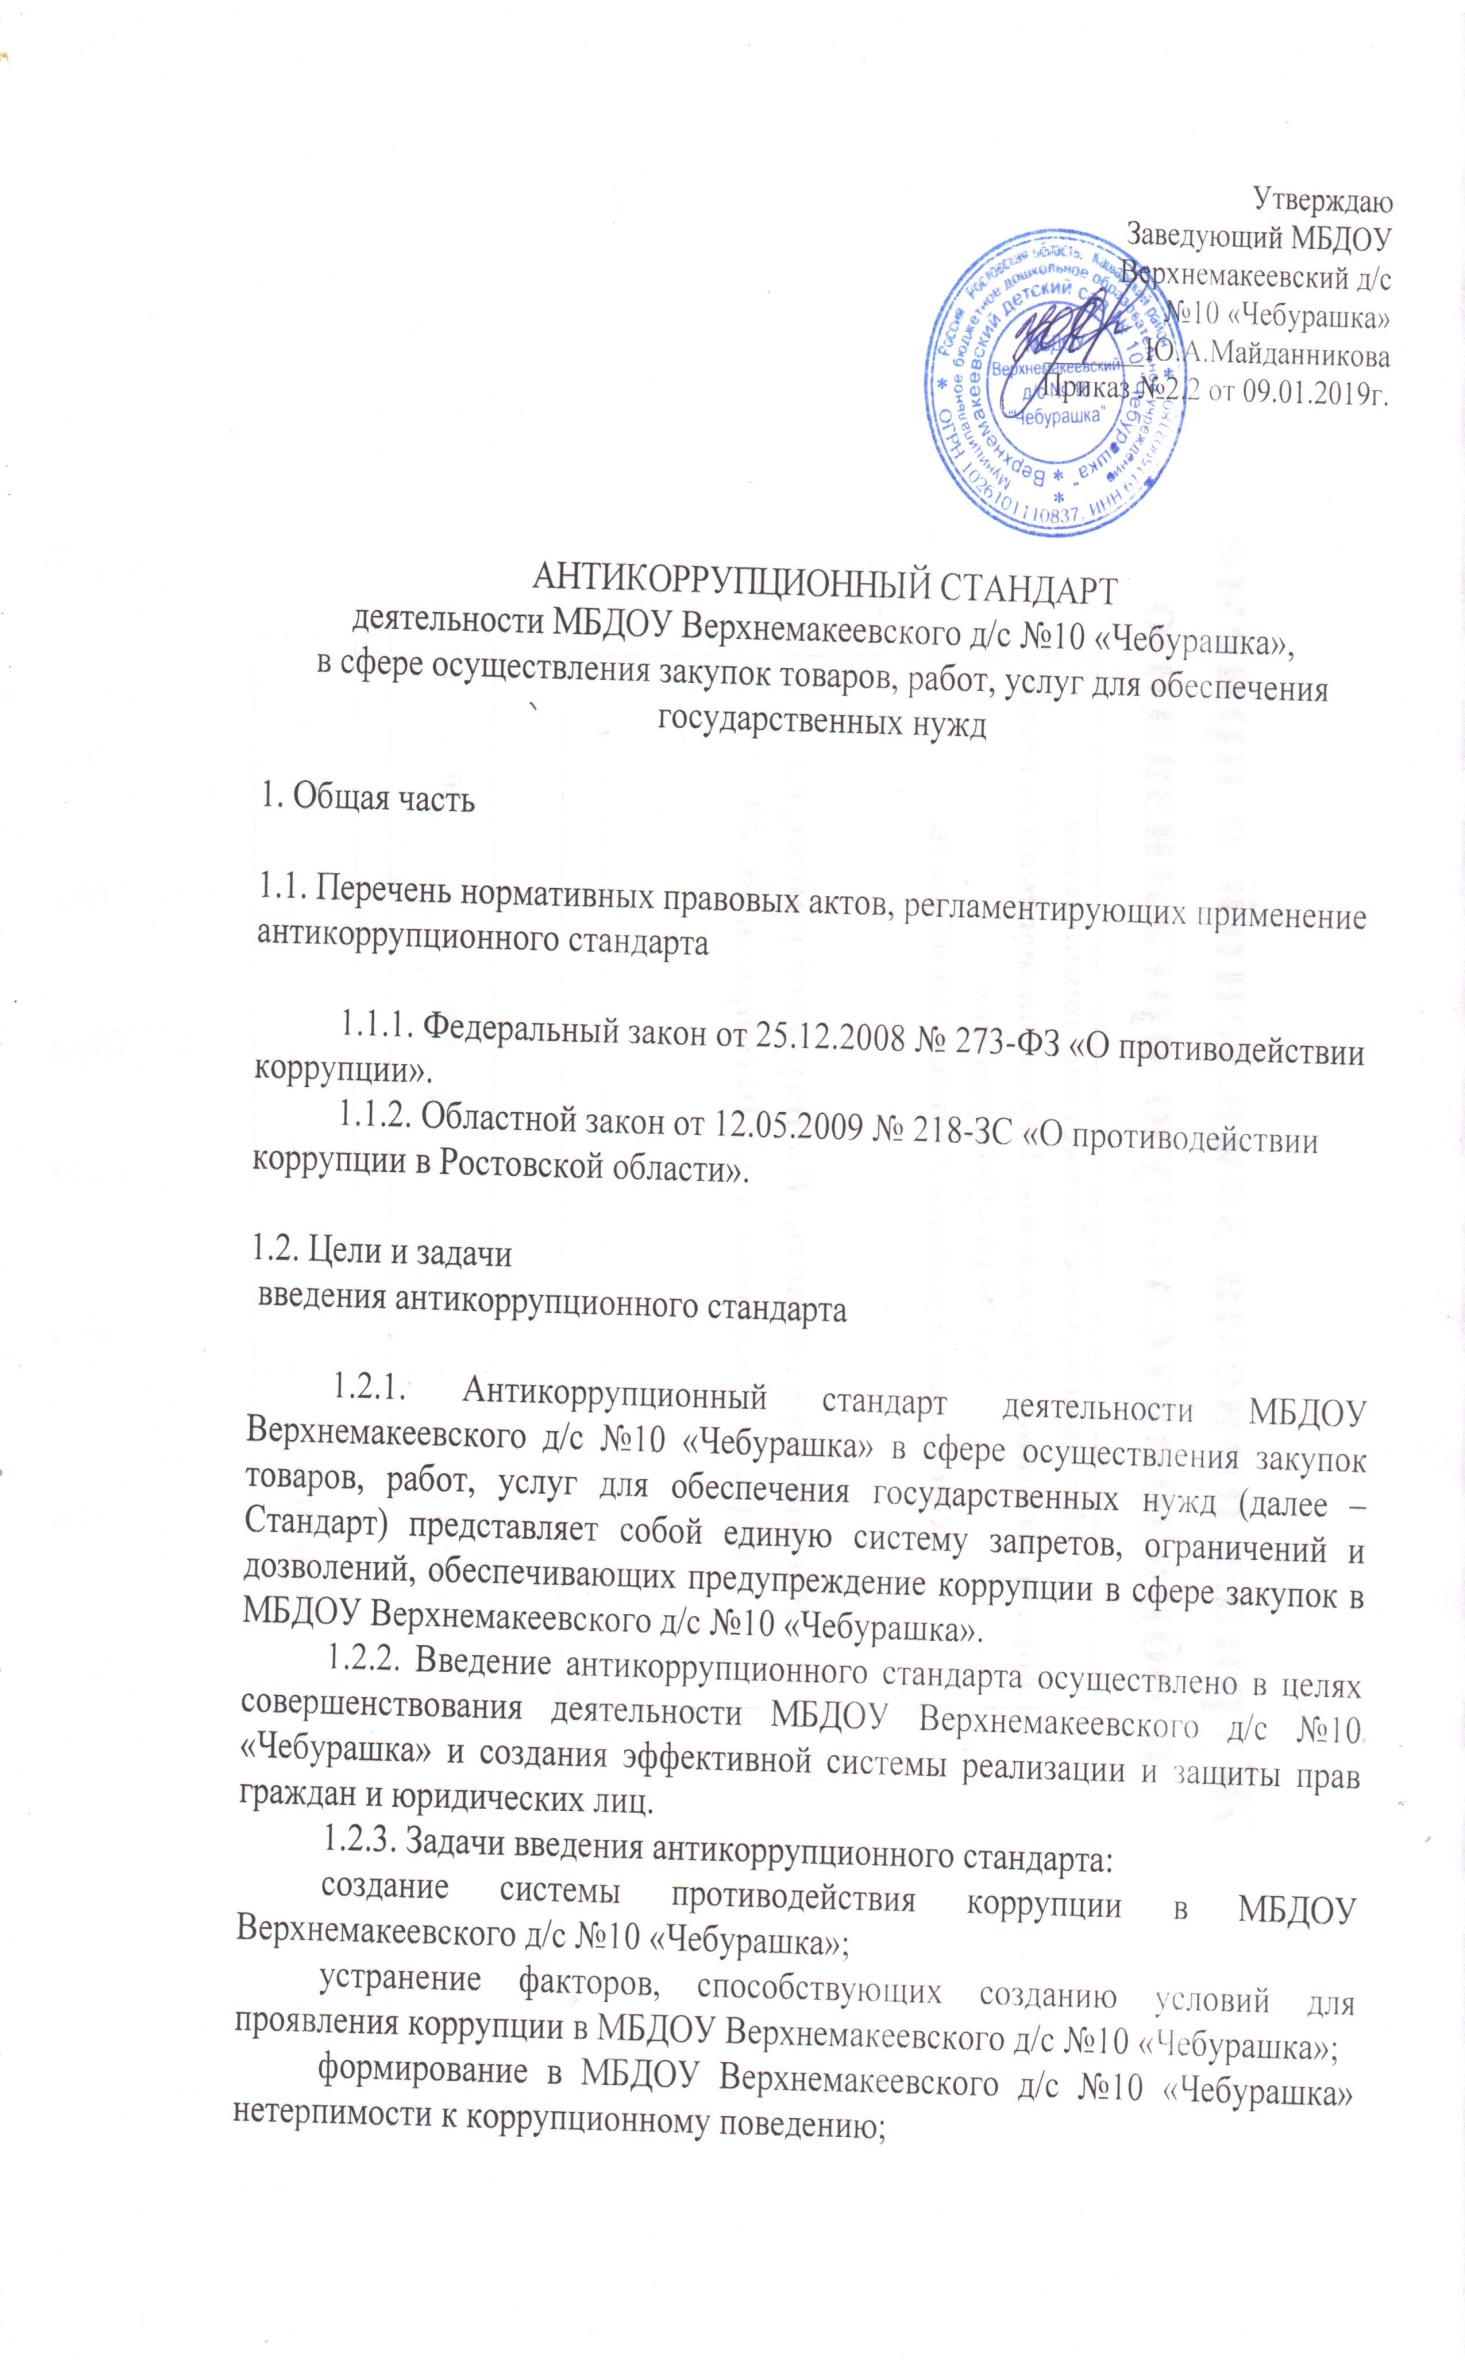 Утверждаю
Заведующий МБДОУ
Верхнемакеевский д/с
№10 «Чебурашка»
Ю.А.Майданникова
Приказ №2.2 от 09.01.2019г.
Верхнемакеевский
"Чебурашка"
АНТИКОРРУПЦИОННЫЙ СТАНДАРТ
деятельности МБДОУ Верхнемакеевского д/с №10 «Чебурашка»,
в сфере осуществления закупок товаров, работ, услуг для обеспечения
государственных нужд
1. Общая часть
1.1. Перечень нормативных правовых актов, регламентирующих применение
антикоррупционного стандарта
1.1.1. Федеральный закон от 25.12.2008 № 273-ФЗ «О противодействии
коррупции».
1.1.2. Областной закон от 12.05.2009 № 218-ЗС «О противодействии
коррупции в Ростовской области».
1.2. Цели и задачи
введения антикоррупционного стандарта
1.2.1. Антикоррупционный стандарт деятельности МБДОУ
Верхнемакеевского д/с №10 «Чебурашка» в сфере осуществления закупок
товаров, работ, услуг для обеспечения государственных нужд (далее –
Стандарт) представляет собой единую систему запретов, ограничений и
дозволений, обеспечивающих предупреждение коррупции в сфере закупок в
МБДОУ Верхнемакеевского д/с №10 «Чебурашка».
1.2.2. Введение антикоррупционного стандарта осуществлено в целях
совершенствования деятельности МБДОУ Верхнемакеевского д/с №10
«Чебурашка» и создания эффективной системы реализации и защиты прав
граждан и юридических лиц.
1.2.3. Задачи введения антикоррупционного стандарта:
создание системы противодействия коррупции в МБДОУ
Верхнемакеевского д/с №10 «Чебурашка»;
устранение факторов, способствующих созданию условий для
проявления коррупции в МБДОУ Верхнемакеевского д/с №10 «Чебурашка»;
формирование в МБДОУ Верхнемакеевского д/с №10 «Чебурашка»
нетерпимости к коррупционному поведению;